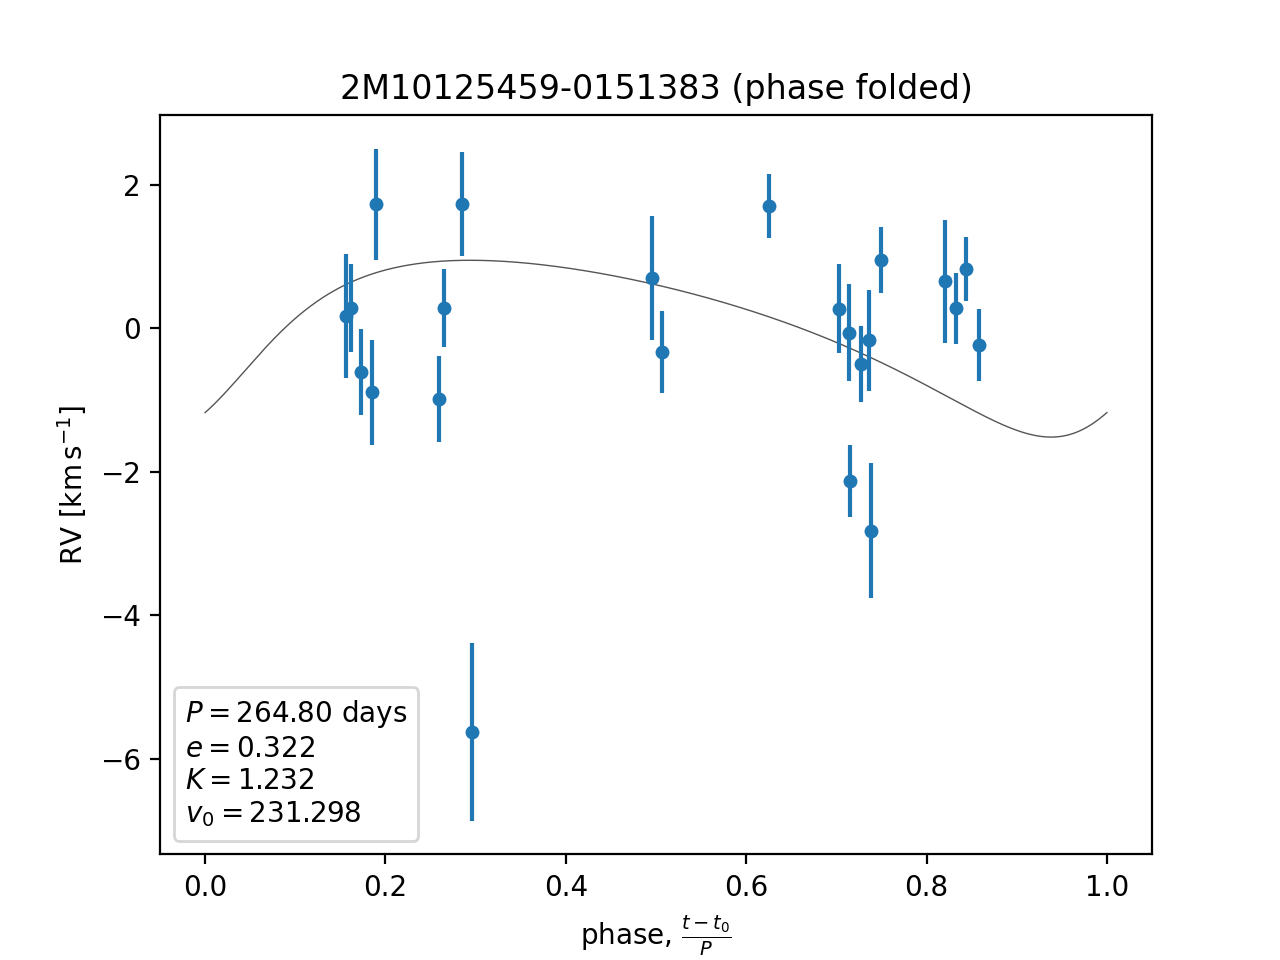 2M10125459-0151383 (phase folded)
2
0
−2
−4
−6
RV [km s⁻¹]
P = 264.80 days
e = 0.322
K = 1.232
v₀ = 231.298
0.0 0.2 0.4 0.6 0.8 1.0
phase, (t − t₀)/P